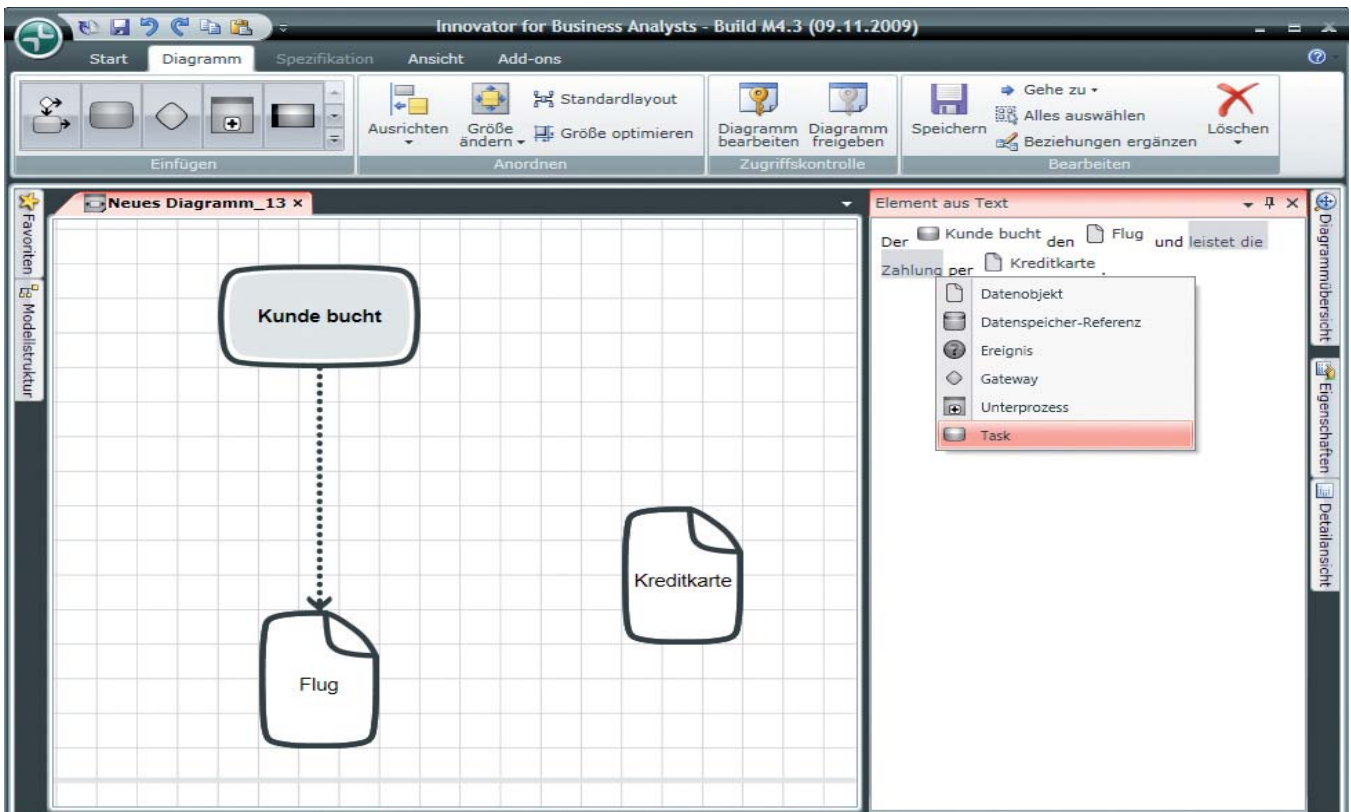 Innovator for Business Analysts - Build M4.3 (09.11.2009)
Start Diagramm Spezifikation Ansicht Add-ons
Ausrichten
Größe ändern
Standardlayout
Größe optimieren
Diagramm bearbeiten
Diagramm freigeben
Speichern
Gehe zu
Alles auswählen
Beziehungen ergänzen
Löschen
Einfügen Anordnen Zugriffskontrolle Bearbeiten
Favoriten
Modellstruktur
Neues Diagramm_13
Kunde bucht
Kreditkarte
Flug
Element aus Text
Der Kunde bucht den Flug und leistet die
Zahlung per Kreditkarte .
Datenobjekt
Datenspeicher-Referenz
Ereignis
Gateway
Unterprozess
Task
Diagrammübersicht
Eigenschaften
Detailansicht